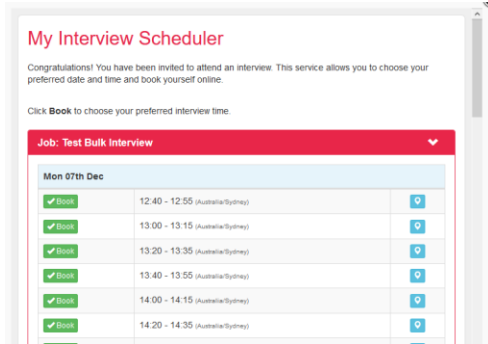 My Interview Scheduler
Congratulations! You have been invited to attend an interview. This service allows you to choose your
preferred date and time and book yourself online.
Click Book to choose your preferred interview time.
Job: Test Bulk Interview
Mon 07th Dec
Book 12:40 - 12:55 (Australia/Sydney)
Book 13:00 - 13:15 (Australia/Sydney)
Book 13:20 - 13:35 (Australia/Sydney)
Book 13:40 - 13:55 (Australia/Sydney)
Book 14:00 - 14:15 (Australia/Sydney)
Book 14:20 - 14:35 (Australia/Sydney)